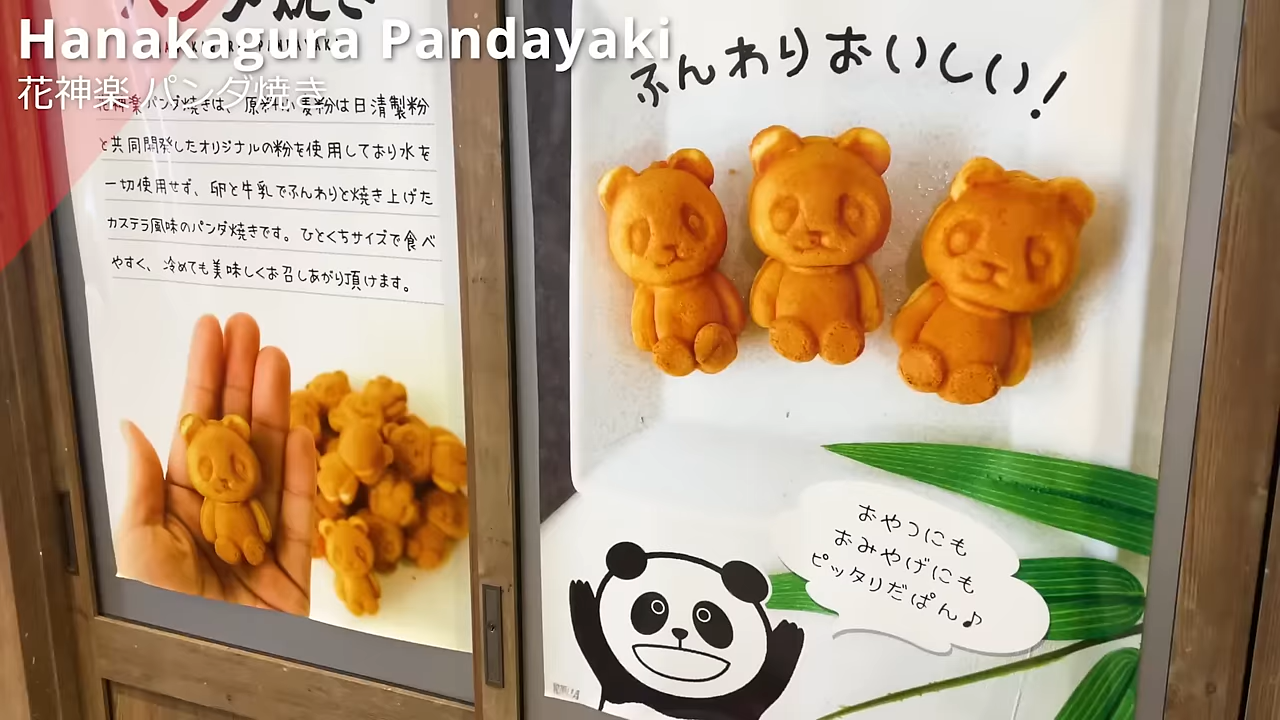 Hanakagura Pandayaki
花神楽 パンダ焼き
パンダ焼き
花神楽パンダ焼きは、原料小麦粉は日清製粉
と共同開発したオリジナルの粉を使用しており水を
一切使用せず、卵と牛乳でふんわりと焼き上げた
カステラ風味のパンダ焼きです。ひとくちサイズで食べ
やすく、冷めても美味しくお召しあがり頂けます。
ふんわりおいしい!
おやつにも
おみやげにも
ピッタリだぱん♪